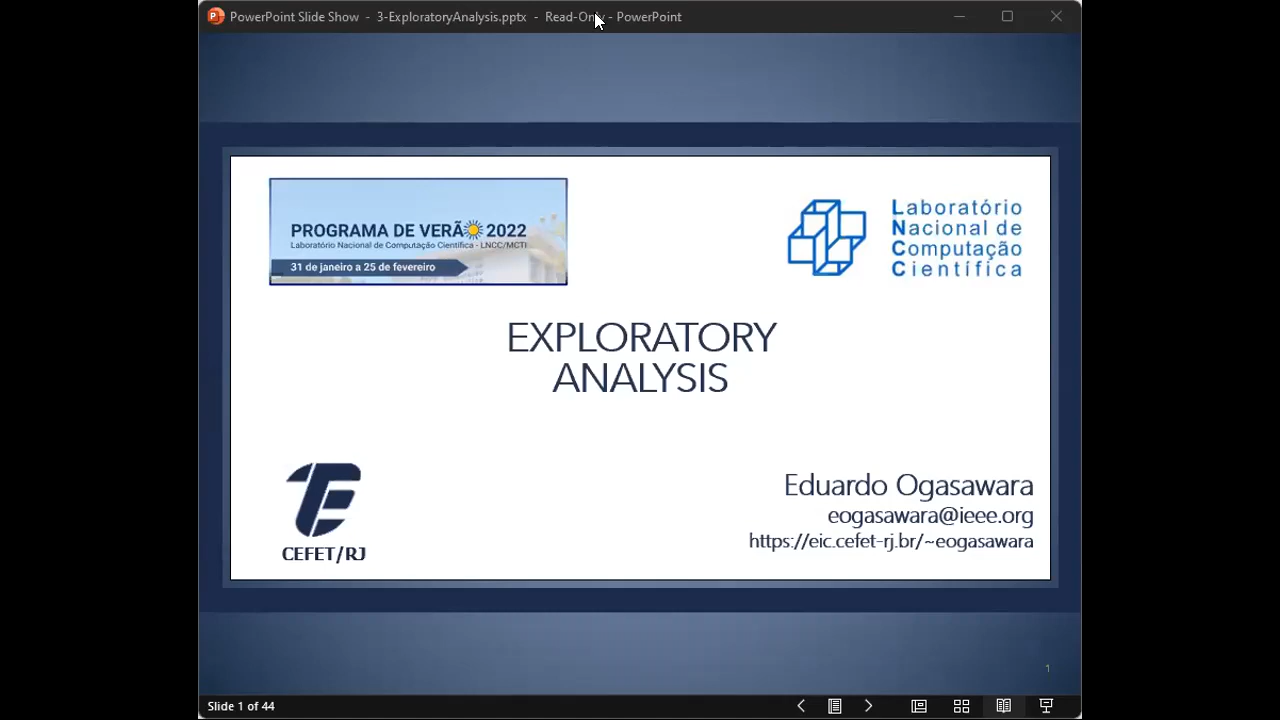 PowerPoint Slide Show - 3-ExploratoryAnalysis.pptx - Read-Only - PowerPoint
PROGRAMA DE VERÃO 2022
Laboratório Nacional de Computação Científica - LNCC/MCTI
31 de janeiro a 25 de fevereiro
Laboratório
Nacional de
Computação
Científica
EXPLORATORY
ANALYSIS
CEFET/RJ
Eduardo Ogasawara
eogasawara@ieee.org
https://eic.cefet-rj.br/~eogasawara
1
Slide 1 of 44